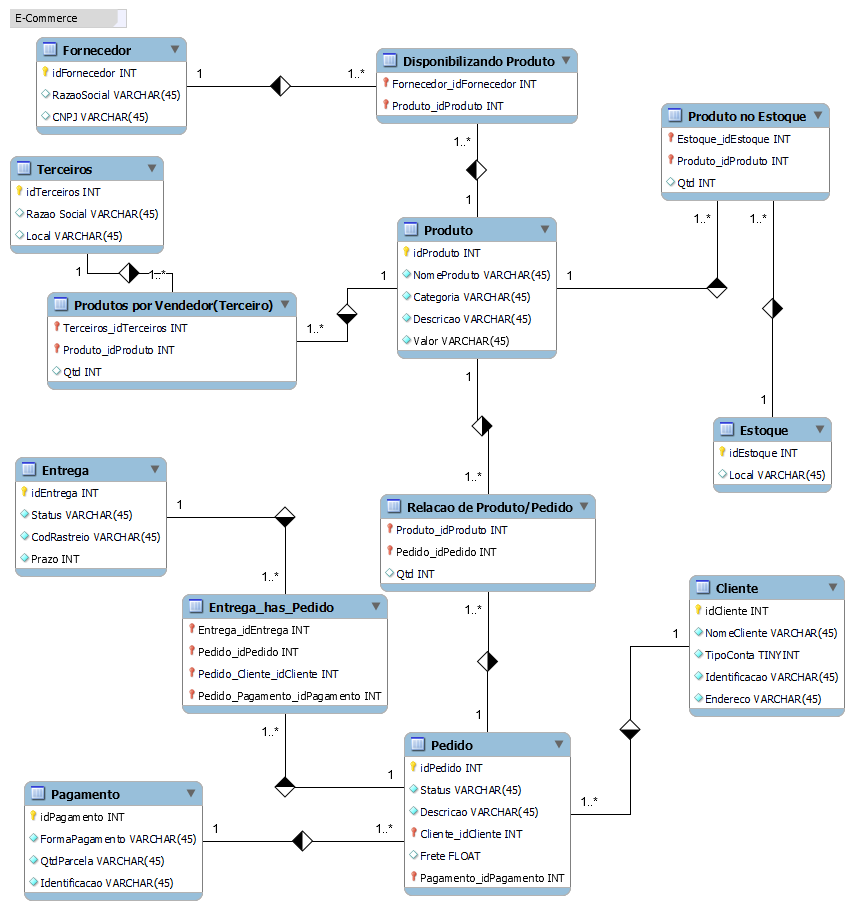 E-Commerce
Fornecedor
idFornecedor INT
RazaoSocial VARCHAR(45)
CNPJ VARCHAR(45)
1
1..*
Disponibilizando Produto
Fornecedor_idFornecedor INT
Produto_idProduto INT
1..*
1
Produto no Estoque
Estoque_idEstoque INT
Produto_idProduto INT
Qtd INT
1..*
1..*
Terceiros
idTerceiros INT
Razao Social VARCHAR(45)
Local VARCHAR(45)
1
1..*
Produtos por Vendedor(Terceiro)
Terceiros_idTerceiros INT
Produto_idProduto INT
Qtd INT
1..*
1
Produto
idProduto INT
NomeProduto VARCHAR(45)
Categoria VARCHAR(45)
Descricao VARCHAR(45)
Valor VARCHAR(45)
1
1
1..*
1
Estoque
idEstoque INT
Local VARCHAR(45)
Entrega
idEntrega INT
Status VARCHAR(45)
CodRastreio VARCHAR(45)
Prazo INT
1
1..*
Relacao de Produto/Pedido
Produto_idProduto INT
Pedido_idPedido INT
Qtd INT
1..*
1
Entrega_has_Pedido
Entrega_idEntrega INT
Pedido_idPedido INT
Pedido_Cliente_idCliente INT
Pedido_Pagamento_idPagamento INT
1..*
1
Cliente
idCliente INT
NomeCliente VARCHAR(45)
TipoConta TINYINT
Identificacao VARCHAR(45)
Endereco VARCHAR(45)
1
1..*
Pedido
idPedido INT
Status VARCHAR(45)
Descricao VARCHAR(45)
Cliente_idCliente INT
Frete FLOAT
Pagamento_idPagamento INT
Pagamento
idPagamento INT
FormaPagamento VARCHAR(45)
QtdParcela VARCHAR(45)
Identificacao VARCHAR(45)
1
1..*